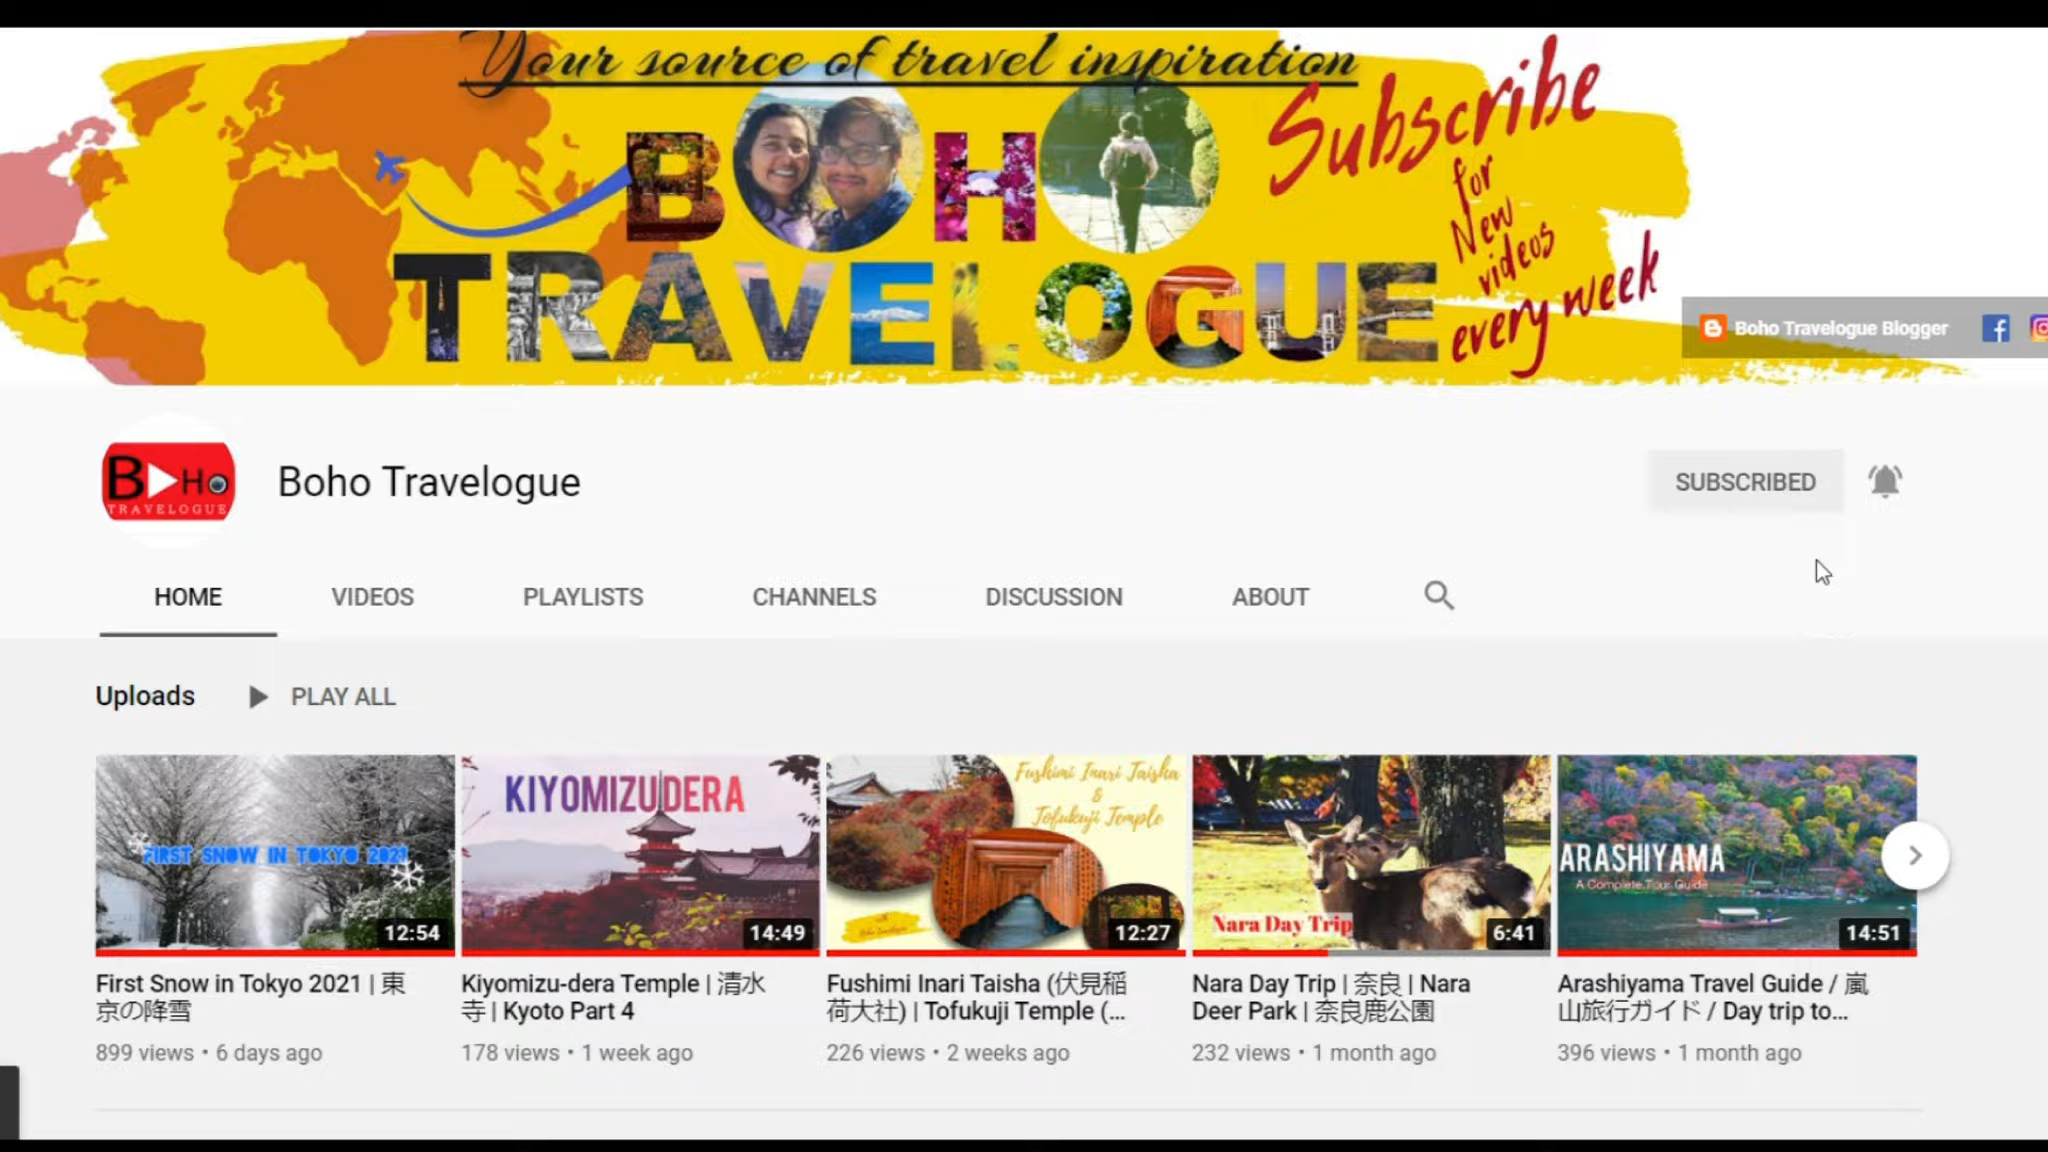 Your source of travel inspiration
BOHO
TRAVELOGUE
Subscribe
for
New
videos
every week
Boho Travelogue Blogger
BHo
TRAVELOGUE
Boho Travelogue
SUBSCRIBED
HOME VIDEOS PLAYLISTS CHANNELS DISCUSSION ABOUT
Uploads PLAY ALL
FIRST SNOW IN TOKYO 2021
12:54
KIYOMIZUDERA
14:49
Fushimi Inari Taisha
&
Tofukuji Temple
12:27
Nara Day Trip
6:41
ARASHIYAMA
A Complete Tour Guide
14:51
First Snow in Tokyo 2021 | 東
京の降雪
899 views • 6 days ago
Kiyomizu-dera Temple | 清水
寺 | Kyoto Part 4
178 views • 1 week ago
Fushimi Inari Taisha (伏見稲
荷大社) | Tofukuji Temple (...
226 views • 2 weeks ago
Nara Day Trip | 奈良 | Nara
Deer Park | 奈良鹿公園
232 views • 1 month ago
Arashiyama Travel Guide / 嵐
山旅行ガイド / Day trip to...
396 views • 1 month ago